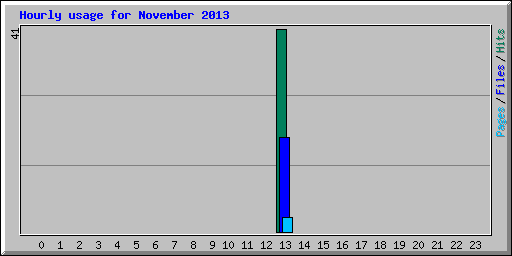 Hourly usage for November 2013
41
Pages/Files/Hits
0 1 2 3 4 5 6 7 8 9 10 11 12 13 14 15 16 17 18 19 20 21 22 23